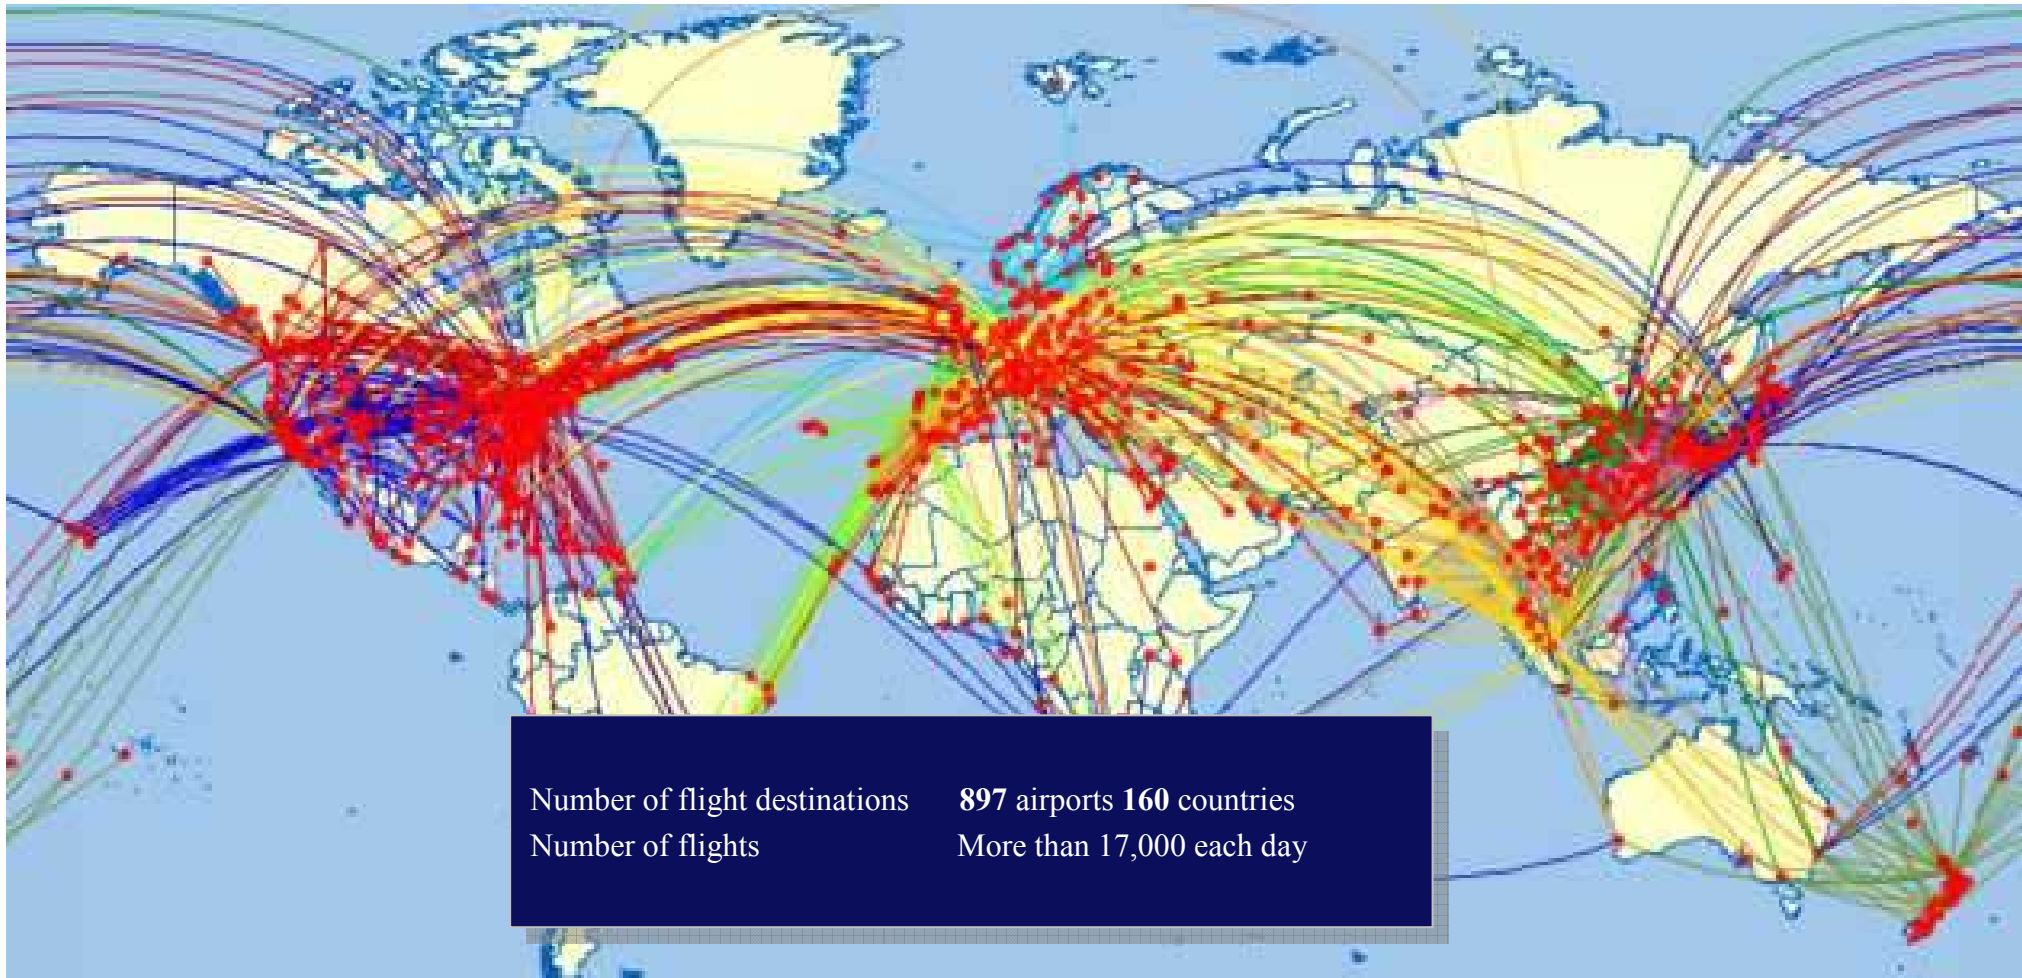 Number of flight destinations 897 airports 160 countries
Number of flights More than 17,000 each day